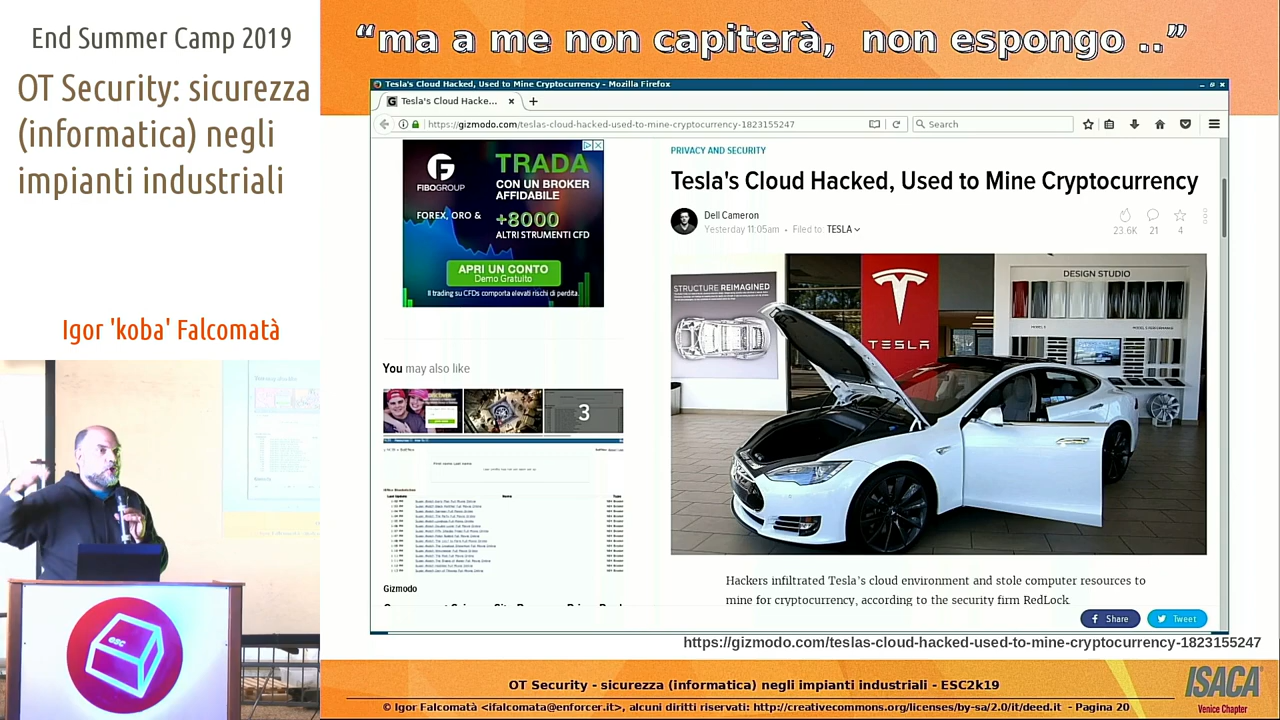 End Summer Camp 2019
OT Security: sicurezza
(informatica) negli
impianti industriali
Igor 'koba' Falcomatà
esc
“ma a me non capiterà, non espongo ..”
Tesla's Cloud Hacked, Used to Mine Cryptocurrency - Mozilla Firefox
G Tesla's Cloud Hacke... × +
https://gizmodo.com/teslas-cloud-hacked-used-to-mine-cryptocurrency-1823155247
Search
FIBOGROUP
FOREX, ORO &
TRADA
CON UN BROKER
AFFIDABILE
+8000
ALTRI STRUMENTI CFD
APRI UN CONTO
Demo Gratuito
Il trading su CFDs comporta elevati rischi di perdita.
You may also like
3
Gizmodo
PRIVACY AND SECURITY
Tesla's Cloud Hacked, Used to Mine Cryptocurrency
Dell Cameron
Yesterday 11:05am • Filed to: TESLA
23.6K 21 4
STRUCTURE REIMAGINED
TESLA
DESIGN STUDIO
Hackers infiltrated Tesla's cloud environment and stole computer resources to
mine for cryptocurrency, according to the security firm RedLock.
Share
Tweet
https://gizmodo.com/teslas-cloud-hacked-used-to-mine-cryptocurrency-1823155247
OT Security - sicurezza (informatica) negli impianti industriali - ESC2k19
© Igor Falcomatà <ifalcomata@enforcer.it>, alcuni diritti riservati: http://creativecommons.org/licenses/by-sa/2.0/it/deed.it - Pagina 20
ISACA
Venice Chapter